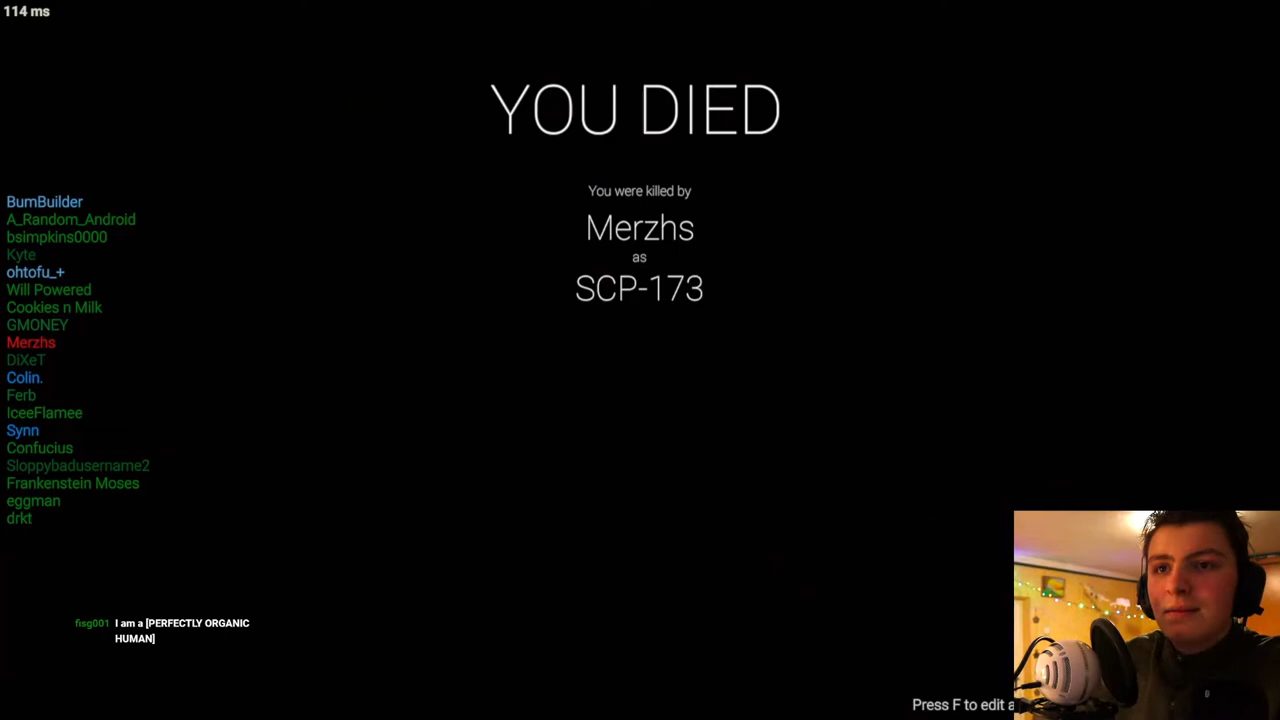 114 ms
YOU DIED
You were killed by
Merzhs
as
SCP-173
BumBuilder
A_Random_Android
bsimpkins0000
Kyte
ohtofu_+
Will Powered
Cookies n Milk
GMONEY
Merzhs
DiXeT
Colin.
Ferb
IceeFlamee
Synn
Confucius
Sloppybadusername2
Frankenstein Moses
eggman
drkt
fisg001 I am a [PERFECTLY ORGANIC
HUMAN]
Press F to edit a